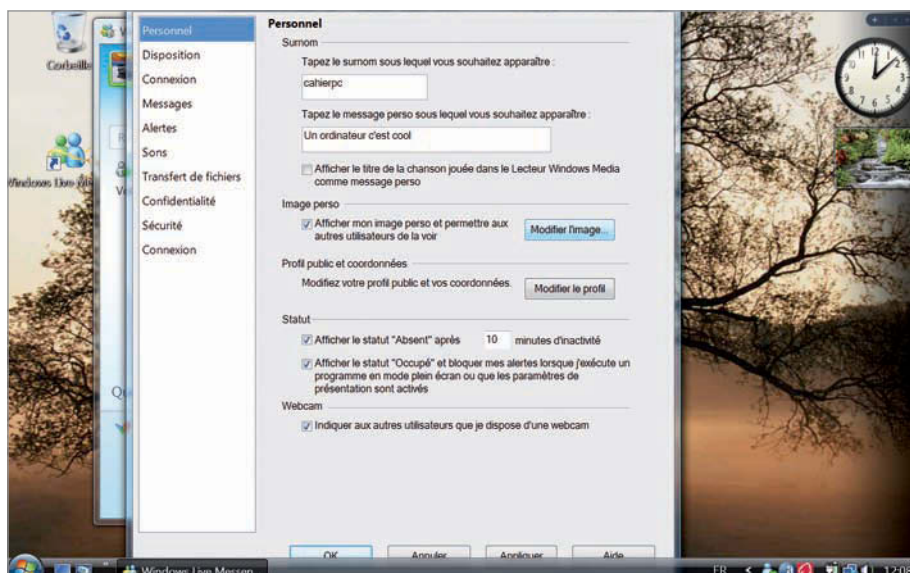 Corbeille
Personnel
Disposition
Connexion
Messages
Alertes
Sons
Transfert de fichiers
Confidentialité
Sécurité
Connexion
Personnel
Surnom
Tapez le surnom sous lequel vous souhaitez apparaître :
cahierpc
Tapez le message perso sous lequel vous souhaitez apparaître :
Un ordinateur c'est cool
Afficher le titre de la chanson jouée dans le Lecteur Windows Media
comme message perso
Image perso
Afficher mon image perso et permettre aux
autres utilisateurs de la voir
Modifier l'image...
Profil public et coordonnées
Modifiez votre profil public et vos coordonnées.
Modifier le profil
Statut
Afficher le statut "Absent" après 10 minutes d'inactivité
Afficher le statut "Occupé" et bloquer mes alertes lorsque j'exécute un
programme en mode plein écran ou que les paramètres de
présentation sont activés
Webcam
Indiquer aux autres utilisateurs que je dispose d'une webcam
OK Annuler Appliquer Aide
Windows Live
Windows Live Messen
FR 12:08